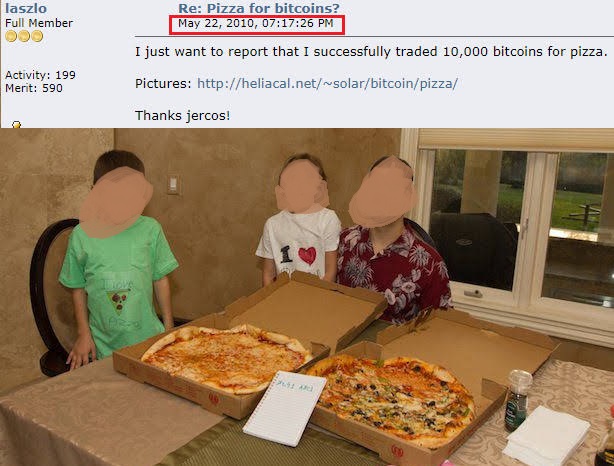 laszlo
Full Member
Activity: 199
Merit: 590
Re: Pizza for bitcoins?
May 22, 2010, 07:17:26 PM
I just want to report that I successfully traded 10,000 bitcoins for pizza.
Pictures: http://heliacal.net/~solar/bitcoin/pizza/
Thanks jercos!
I love
I